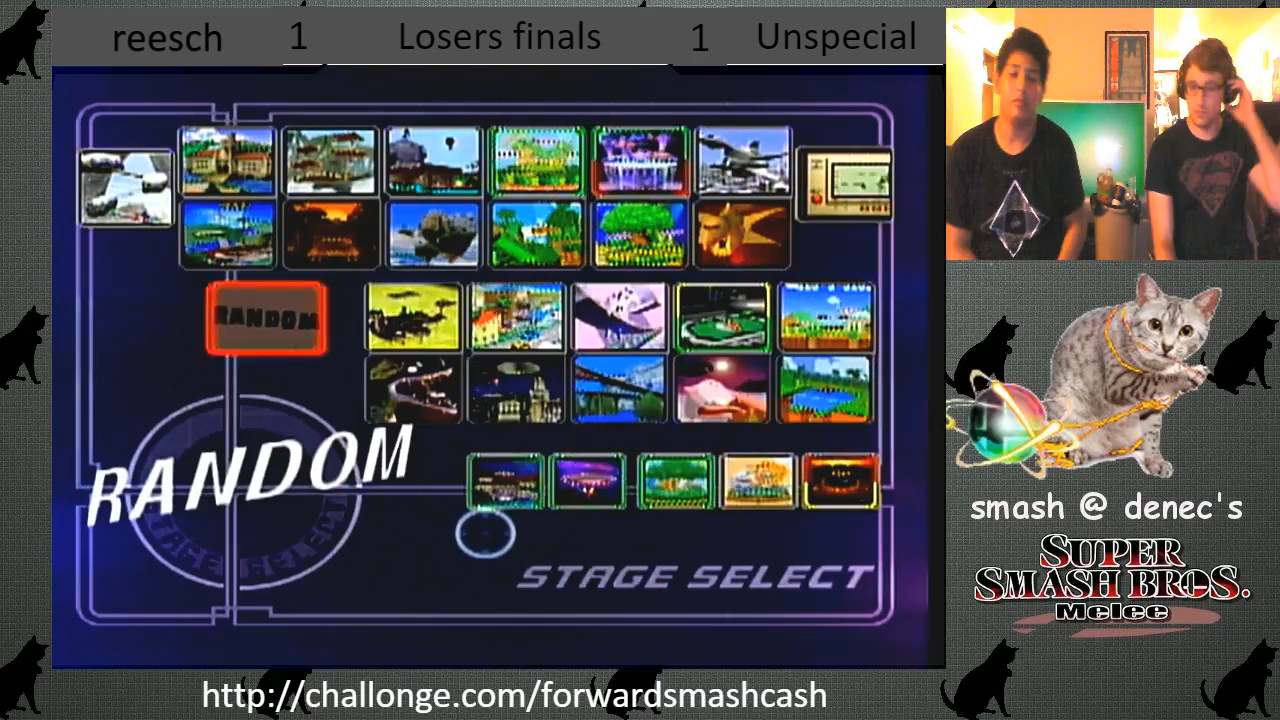 reesch 1 Losers finals 1 Unspecial
RANDOM
RANDOM
STAGE SELECT
smash @ denec's
SUPER
SMASH BROS.
Melee
http://challonge.com/forwardsmashcash